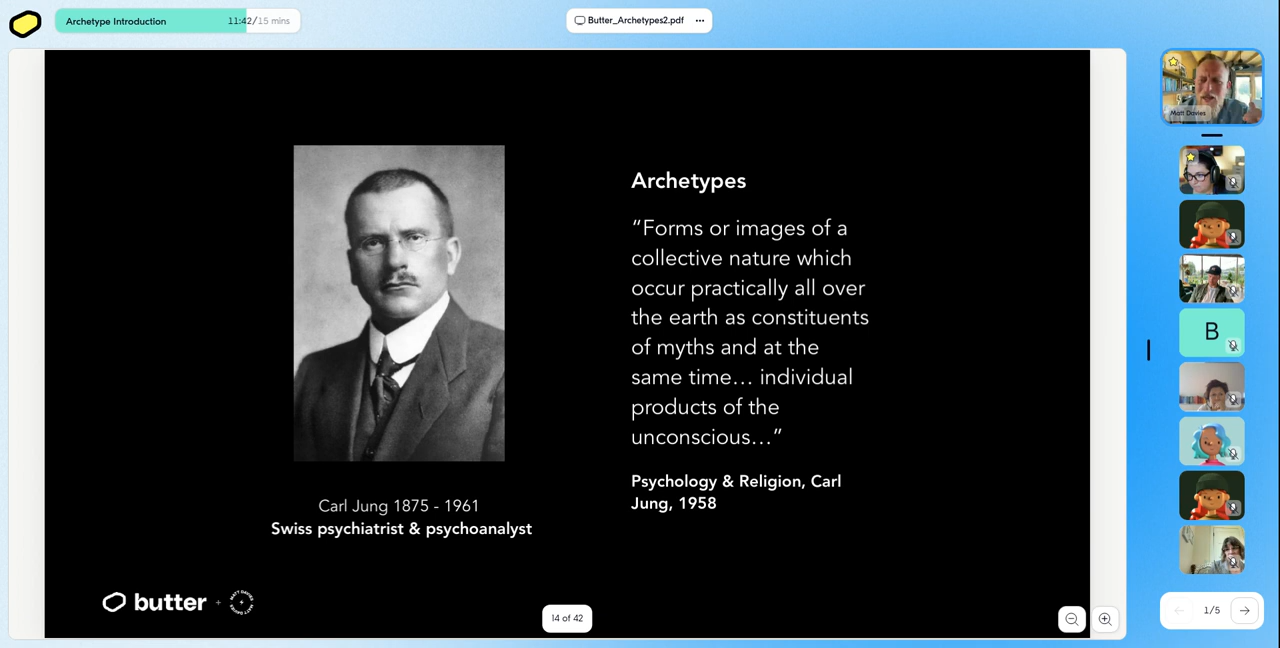 Archetype Introduction 11:42/15 mins
Butter_Archetypes2.pdf
Matt Davies
Archetypes
“Forms or images of a
collective nature which
occur practically all over
the earth as constituents
of myths and at the
same time… individual
products of the
unconscious…”
Psychology & Religion, Carl
Jung, 1958
Carl Jung 1875 - 1961
Swiss psychiatrist & psychoanalyst
butter +
MATT DAVIES
14 of 42
B
1/5